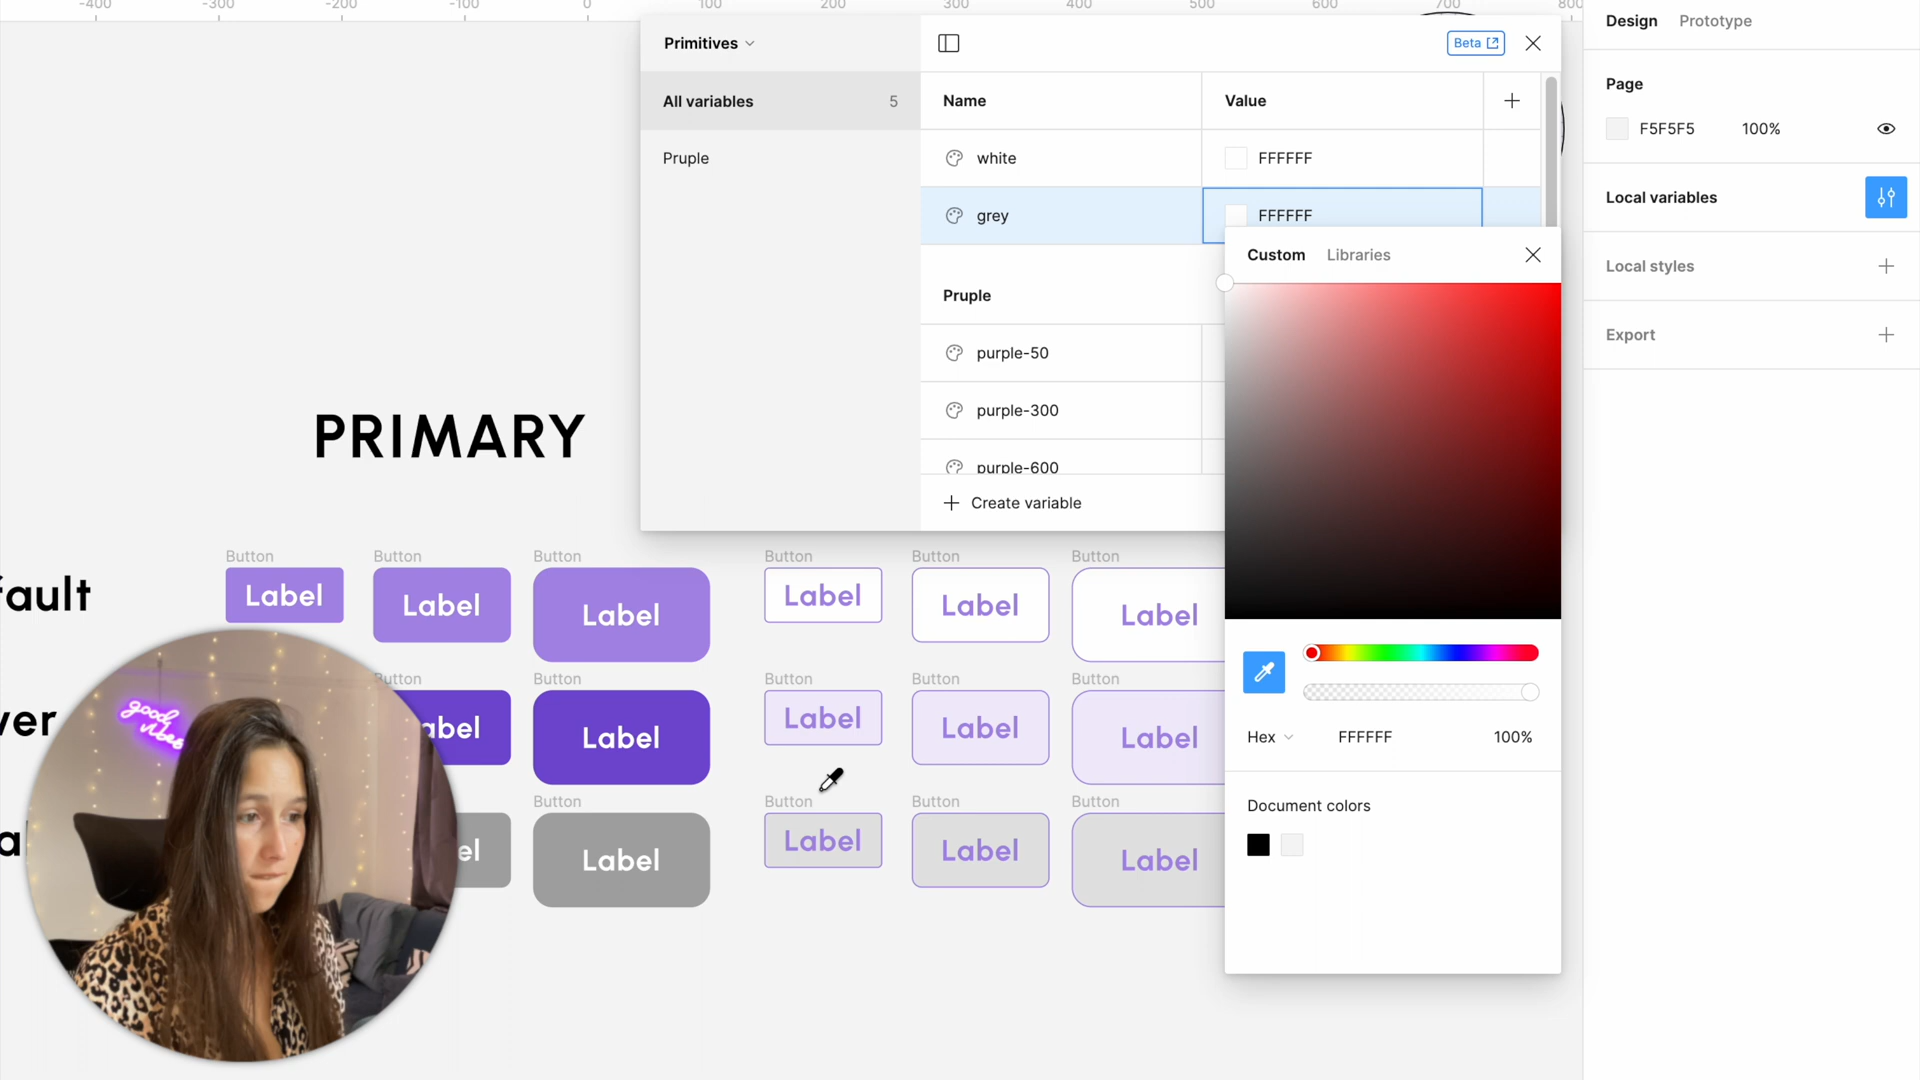 -400 -300 -200 -100 0 100 200 300 400 500 600 700 800
Design Prototype
Primitives
Beta
Page
All variables 5
Name Value
F5F5F5 100%
Pruple
white FFFFFF
Local variables
grey FFFFFF
Custom Libraries
Local styles
Pruple
Export
purple-50
purple-300
PRIMARY
purple-600
Create variable
Button Button Button Button Button Button
fault
Label Label Label Label Label Label
good
vibes
Button Button Button Button Button
ver
abel Label Label Label Label
Hex FFFFFF 100%
Button Button Button Button
Document colors
a
el Label Label Label Label